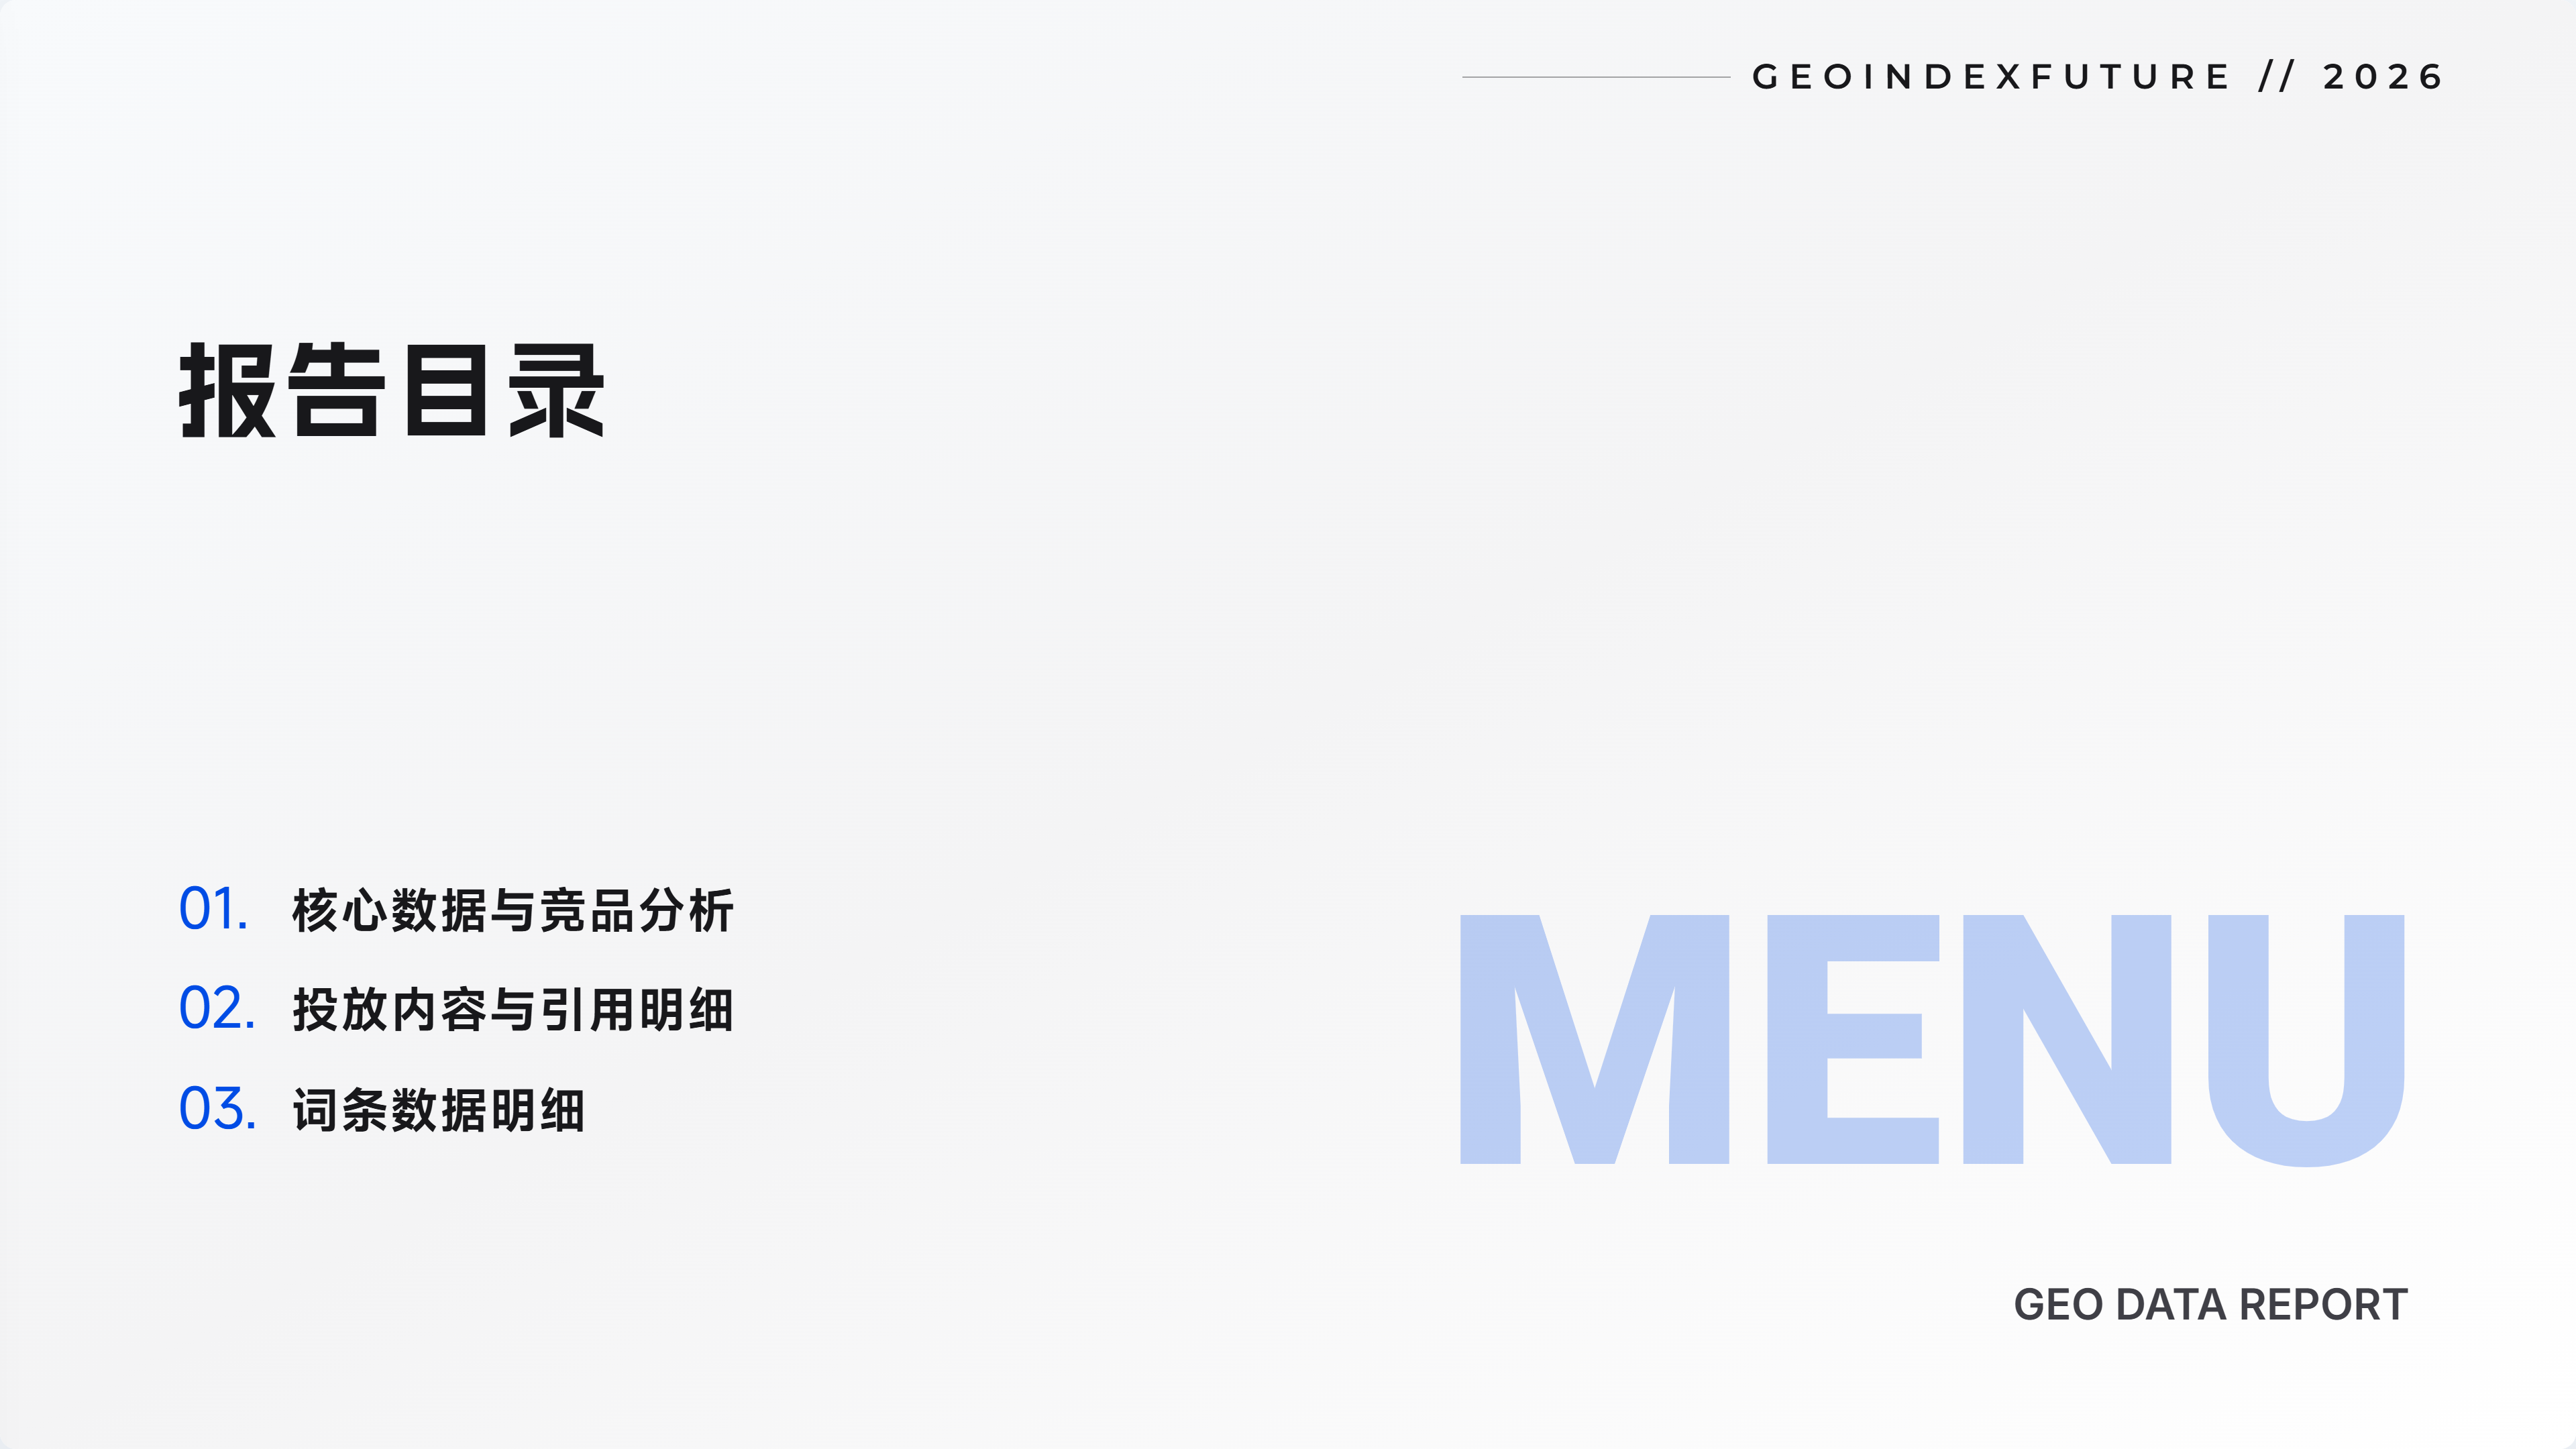 GEOINDEXFUTURE // 2026
报告目录
01. 核心数据与竞品分析
02. 投放内容与引用明细
03. 词条数据明细
MENU
GEO DATA REPORT